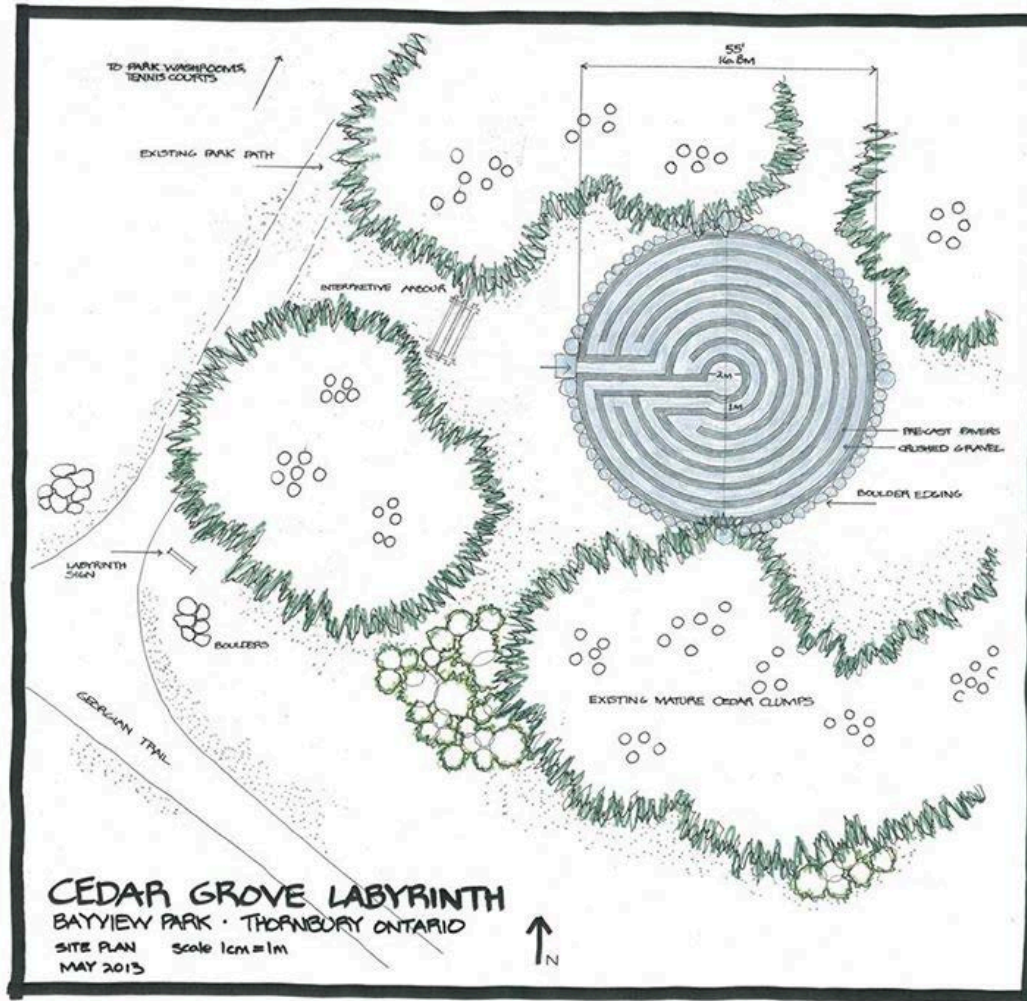 TO PARK WASHROOMS,
TENNIS COURTS
55'
16.8M
EXISTING PARK PATH
INTERPRETIVE ARBOUR
2M
1M
PRECAST PAVERS
CRUSHED GRAVEL
BOULDER EDGING
LABYRINTH
SIGN
BOULDERS
EXISTING MATURE CEDAR CLUMPS
GEORGIAN TRAIL
CEDAR GROVE LABYRINTH
BAYVIEW PARK · THORNBURY ONTARIO
SITE PLAN scale 1cm=1m
MAY 2013
N